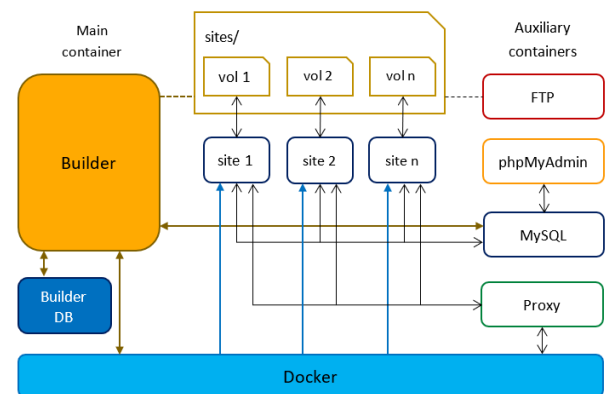 Main
container
sites/
Auxiliary
containers
vol 1
vol 2
vol n
FTP
Builder
site 1
site 2
site n
phpMyAdmin
MySQL
Builder
DB
Proxy
Docker